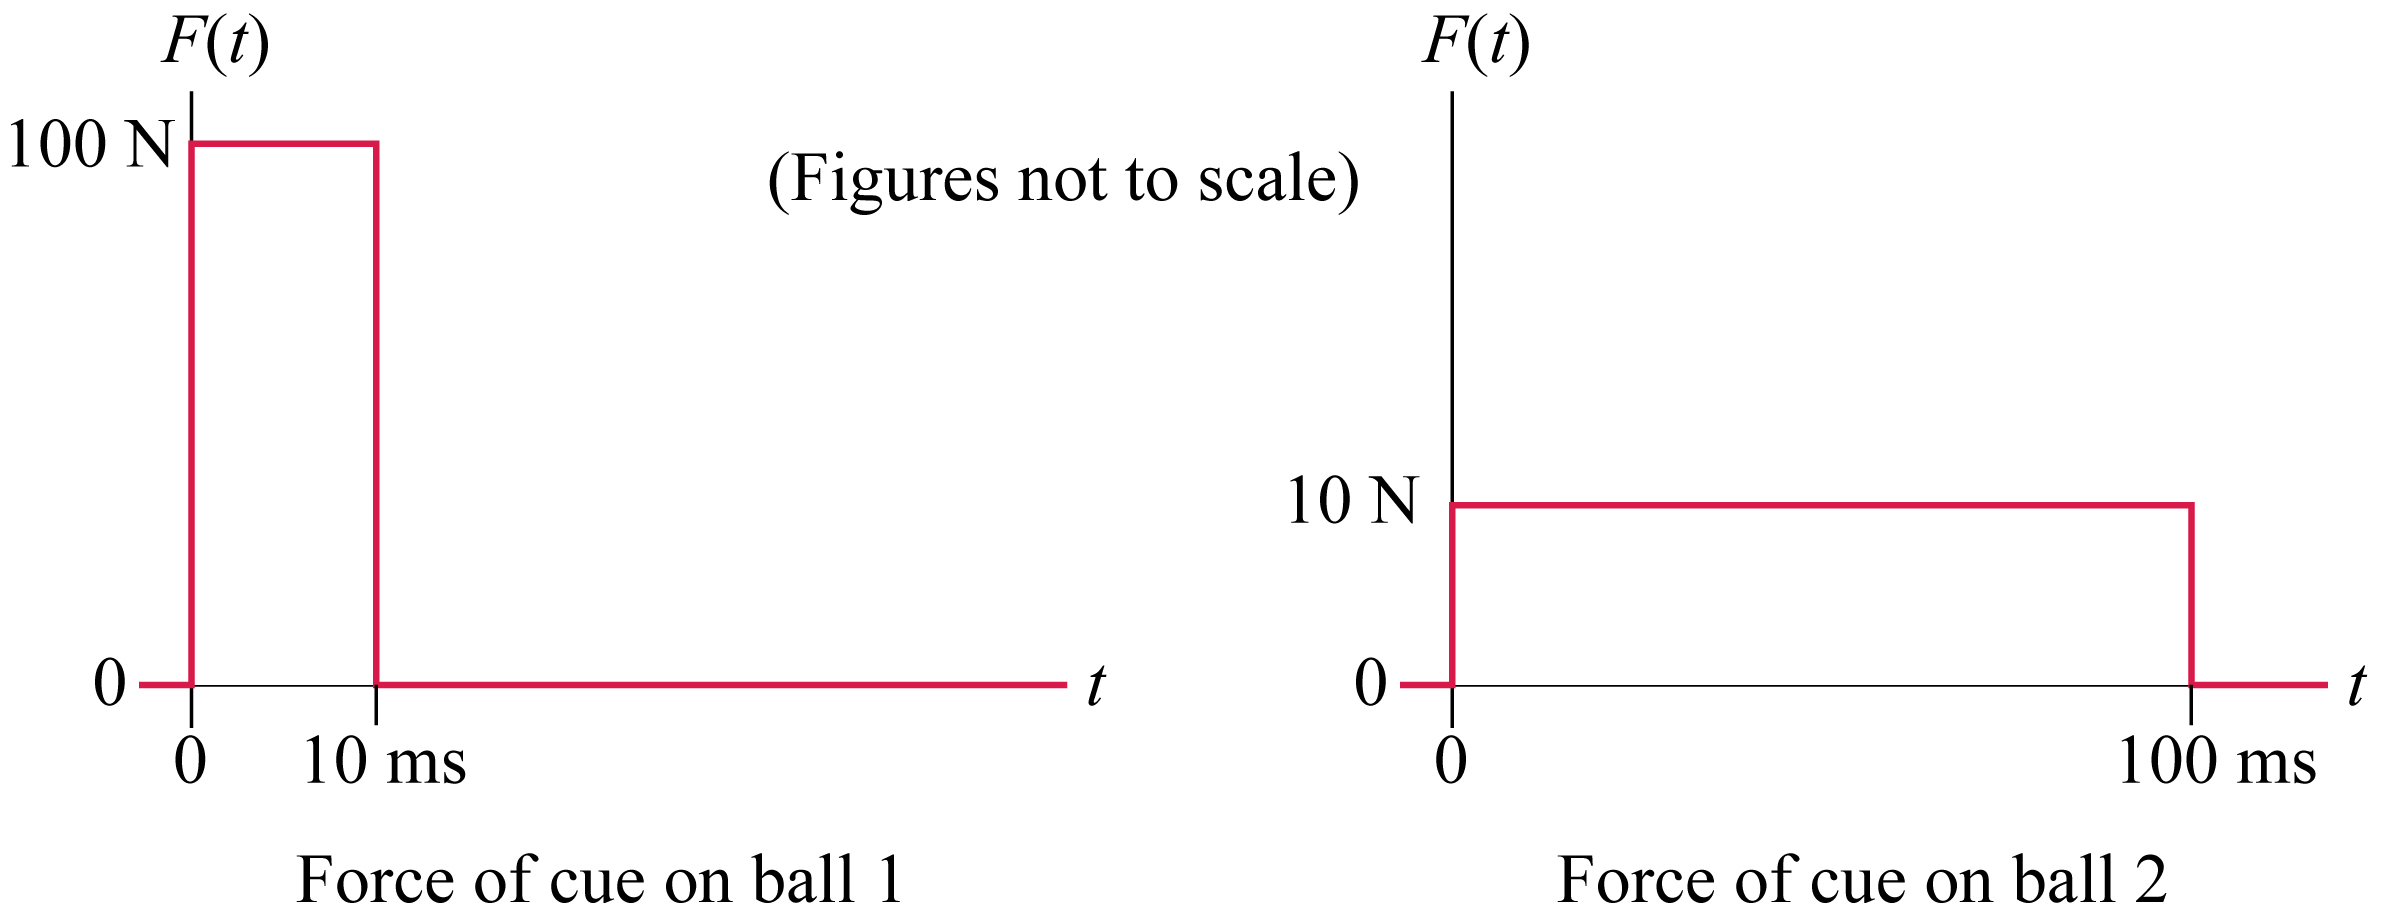 F(t)
100 N
0
t
0
10 ms
Force of cue on ball 1
(Figures not to scale)
F(t)
10 N
0
t
0
100 ms
Force of cue on ball 2